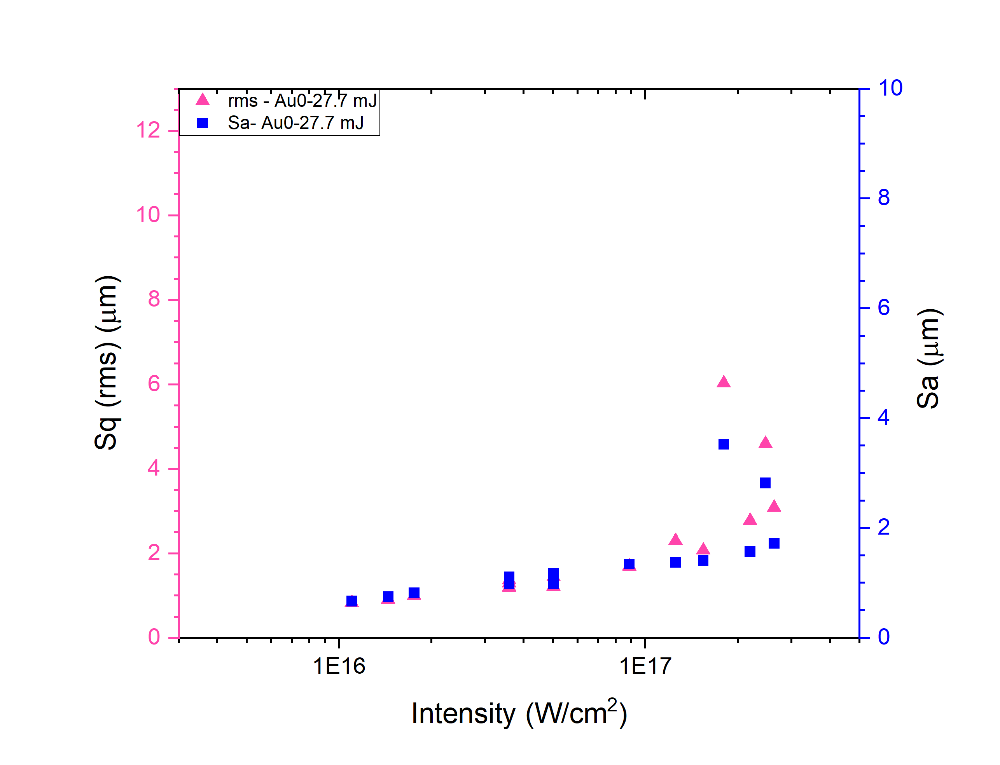 rms - Au0-27.7 mJ
Sa- Au0-27.7 mJ
12
10
8
6
4
2
0
Sq (rms) (μm)
10
8
6
4
2
0
Sa (μm)
1E16
1E17
Intensity (W/cm²)